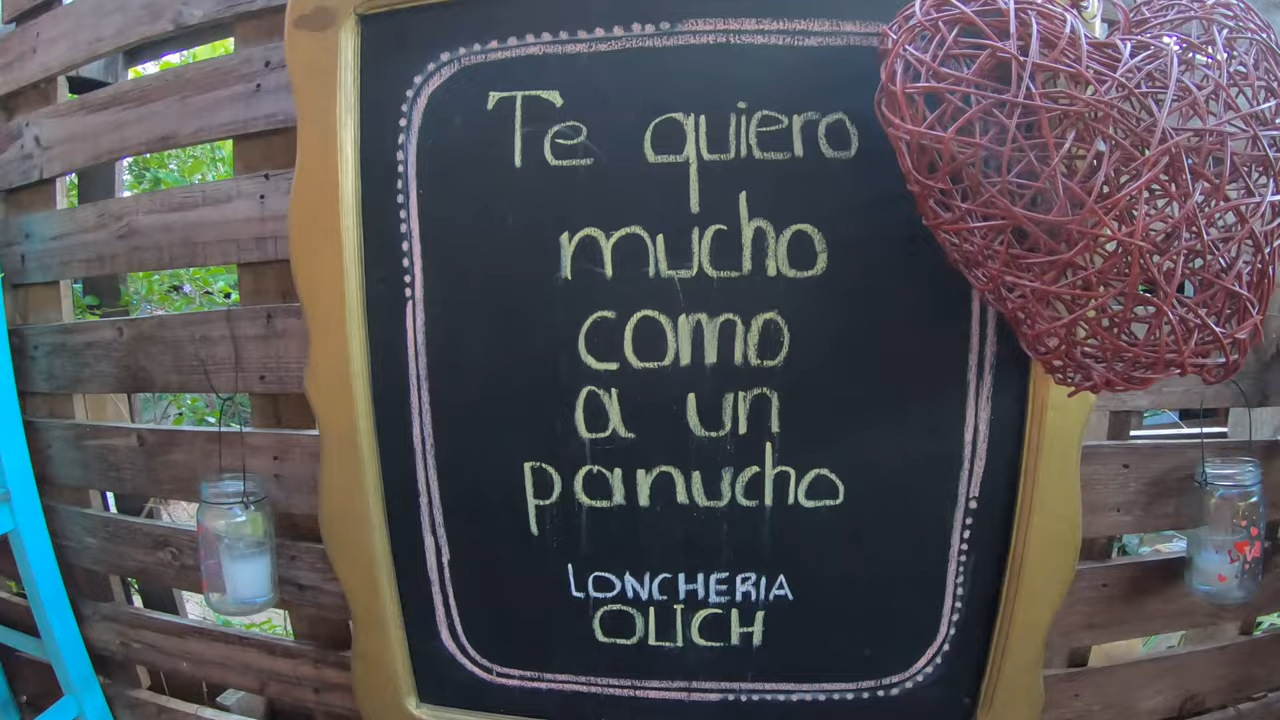 Te quiero
mucho
como
a un
panucho
LONCHERIA
OLICH